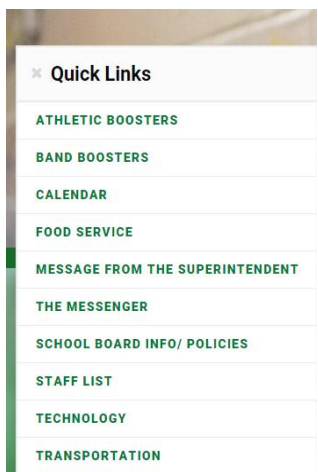 Quick Links
ATHLETIC BOOSTERS
BAND BOOSTERS
CALENDAR
FOOD SERVICE
MESSAGE FROM THE SUPERINTENDENT
THE MESSENGER
SCHOOL BOARD INFO/ POLICIES
STAFF LIST
TECHNOLOGY
TRANSPORTATION